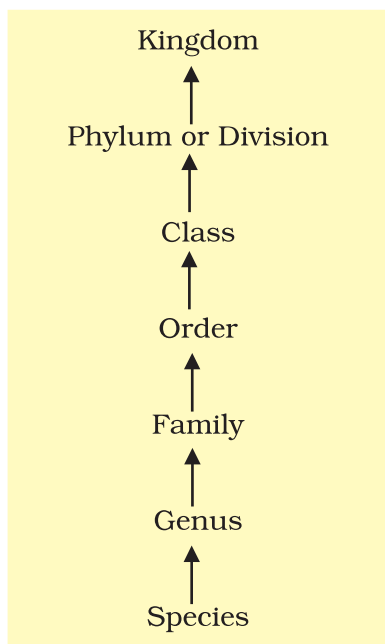 Kingdom
Phylum or Division
Class
Order
Family
Genus
Species